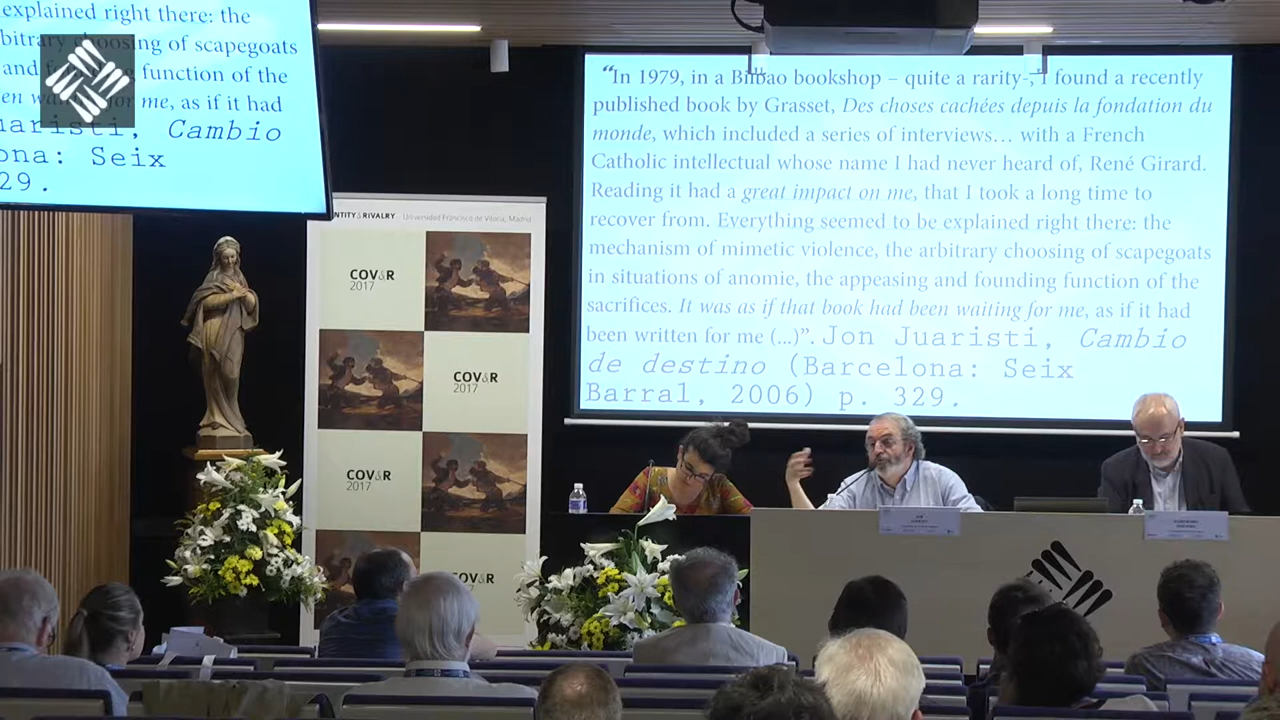 explained right there: the
bitrary choosing of scapegoats
and founding function of the
en waiting for me, as if it had
uaristi, Cambio
ona: Seix
29.
“In 1979, in a Bilbao bookshop – quite a rarity-, I found a recently
published book by Grasset, Des choses cachées depuis la fondation du
monde, which included a series of interviews… with a French
Catholic intellectual whose name I had never heard of, René Girard.
Reading it had a great impact on me, that I took a long time to
recover from. Everything seemed to be explained right there: the
mechanism of mimetic violence, the arbitrary choosing of scapegoats
in situations of anomie, the appeasing and founding function of the
sacrifices. It was as if that book had been waiting for me, as if it had
been written for me (...)”. Jon Juaristi, Cambio
de destino (Barcelona: Seix
Barral, 2006) p. 329.
NTITY&RIVALRY Universidad Francisco de Vitoria, Madrid
COV&R
2017
COV&R
2017
COV&R
2017
COV&R